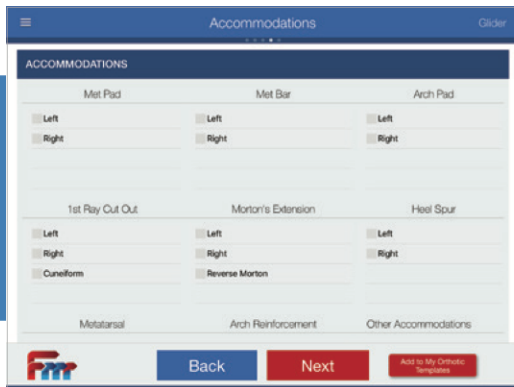 Accommodations
Glider
ACCOMMODATIONS
Met Pad Met Bar Arch Pad
Left Left Left
Right Right Right
1st Ray Cut Out Morton's Extension Heel Spur
Left Left Left
Right Right Right
Cuneiform Reverse Morton
Metatarsal Arch Reinforcement Other Accommodations
Back Next Add to My Orthotic
Templates